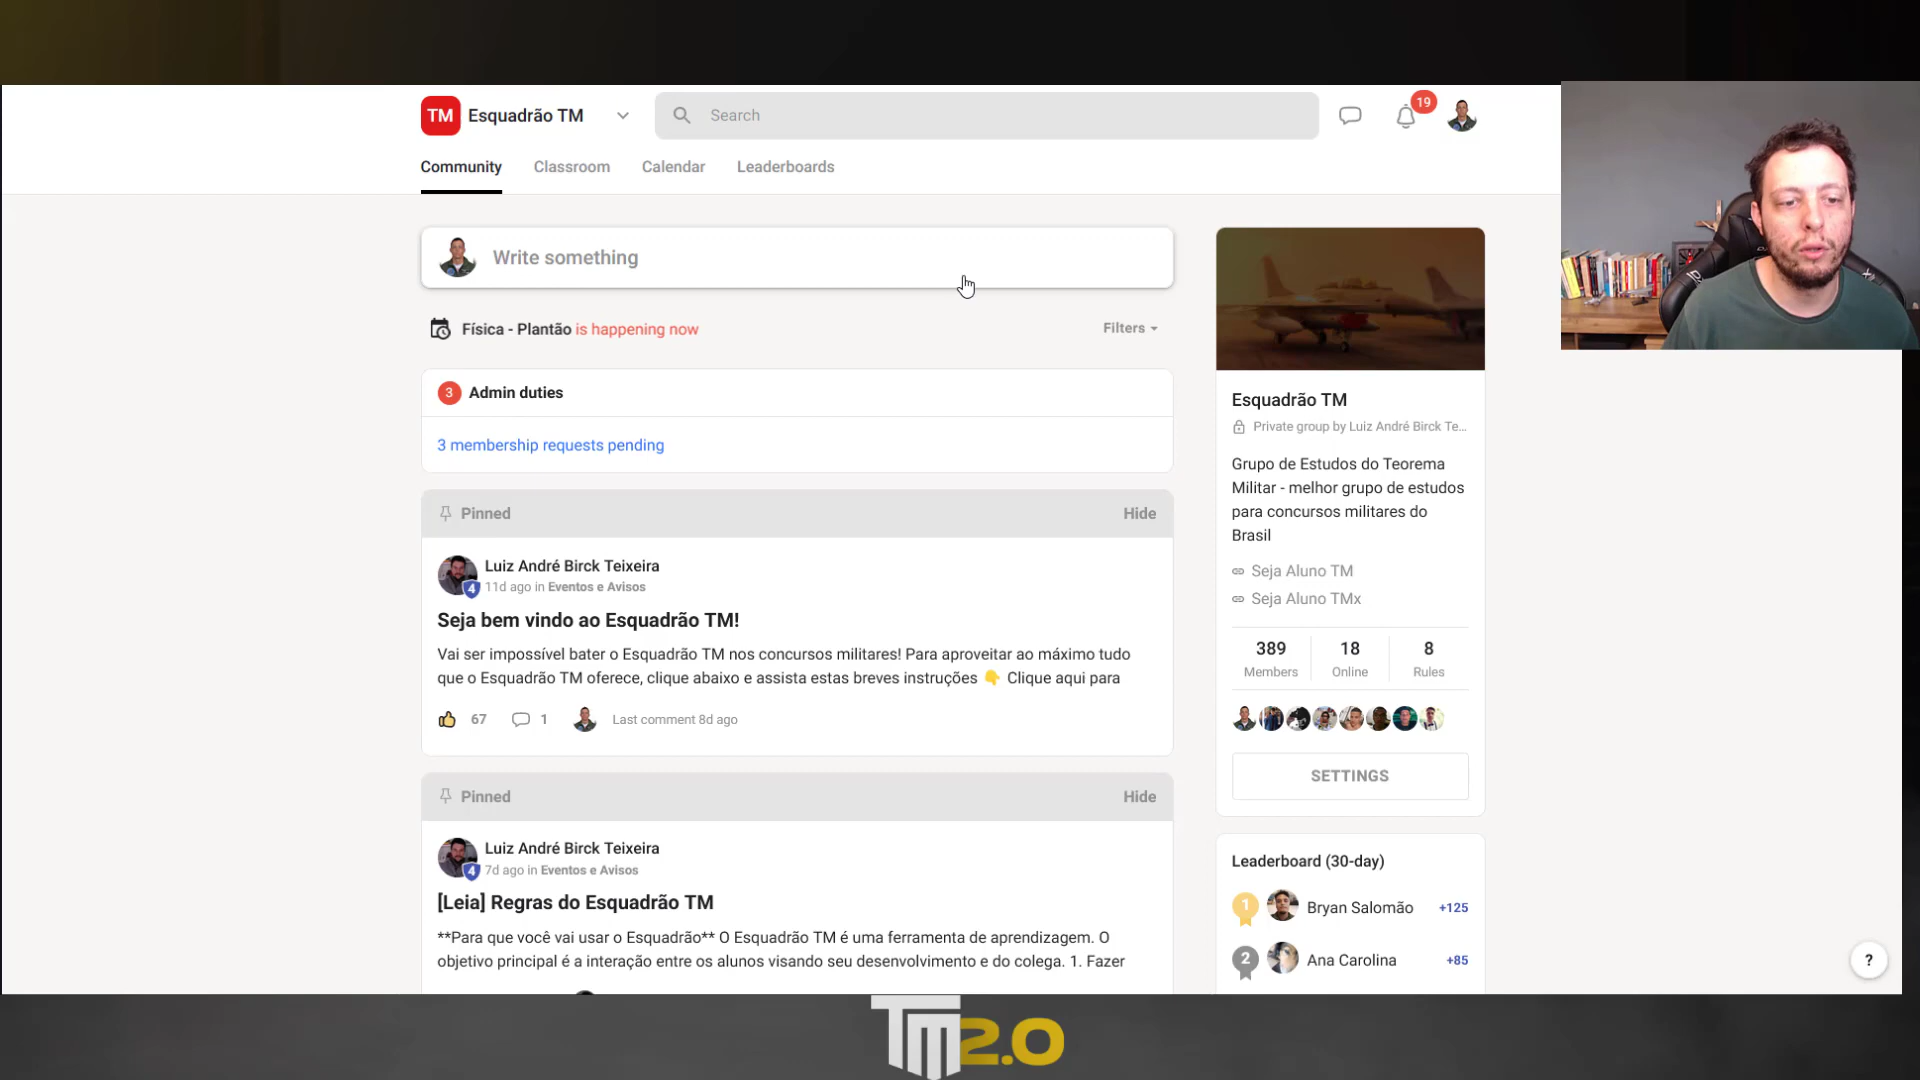 TM Esquadrão TM
Search
19
Community Classroom Calendar Leaderboards
Write something
Física - Plantão is happening now
Filters
3 Admin duties
3 membership requests pending
Pinned Hide
Luiz André Birck Teixeira
4 11d ago in Eventos e Avisos
Seja bem vindo ao Esquadrão TM!
Vai ser impossível bater o Esquadrão TM nos concursos militares! Para aproveitar ao máximo tudo
que o Esquadrão TM oferece, clique abaixo e assista estas breves instruções 👇 Clique aqui para
67 1 Last comment 8d ago
Pinned Hide
Luiz André Birck Teixeira
4 7d ago in Eventos e Avisos
[Leia] Regras do Esquadrão TM
**Para que você vai usar o Esquadrão** O Esquadrão TM é uma ferramenta de aprendizagem. O
objetivo principal é a interação entre os alunos visando seu desenvolvimento e do colega. 1. Fazer
Esquadrão TM
Private group by Luiz André Birck Te...
Grupo de Estudos do Teorema
Militar - melhor grupo de estudos
para concursos militares do
Brasil
Seja Aluno TM
Seja Aluno TMx
389 18 8
Members Online Rules
SETTINGS
Leaderboard (30-day)
1 Bryan Salomão +125
2 Ana Carolina +85
?
TM 2.0